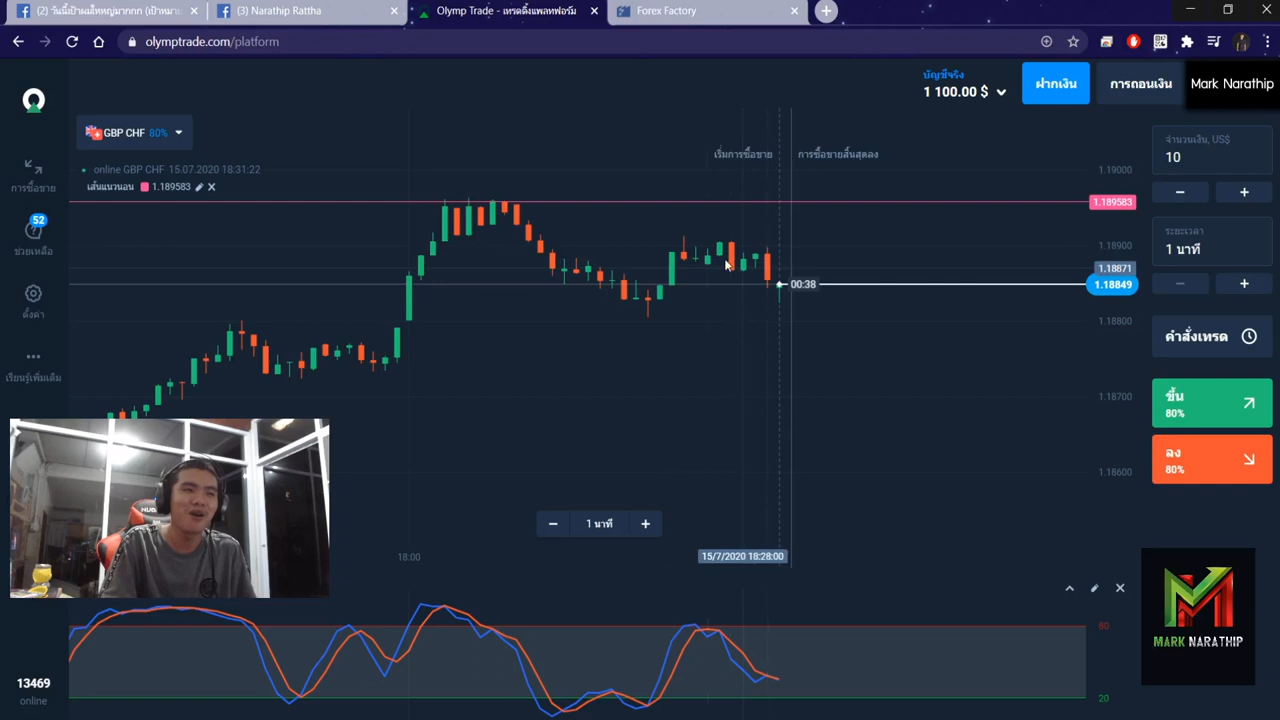 (2) วันนี้เป้าผมใหญ่มากกก (เป้าหมาย
(3) Narathip Rattha
Olymp Trade - เทรดดิ้งแพลทฟอร์ม
Forex Factory
olymptrade.com/platform
บัญชีจริง
1 100.00 $
ฝากเงิน
การถอนเงิน
Mark Narathip
GBP CHF 80%
เริ่มการซื้อขาย
การซื้อขายสิ้นสุดลง
online GBP CHF 15.07.2020 18:31:22
เส้นแนวนอน 1.189583
การซื้อขาย
52
ช่วยเหลือ
ตั้งค่า
เรียนรู้เพิ่มเติม
1.19000
1.189583
1.18900
1.18871
1.18849
00:38
1.18800
1.18700
1.18600
จำนวนเงิน, US$
10
ระยะเวลา
1 นาที
คำสั่งเทรด
ขึ้น
80%
ลง
80%
1 นาที
18:00
15/7/2020 18:28:00
80
20
MARK NARATHIP
13469
online